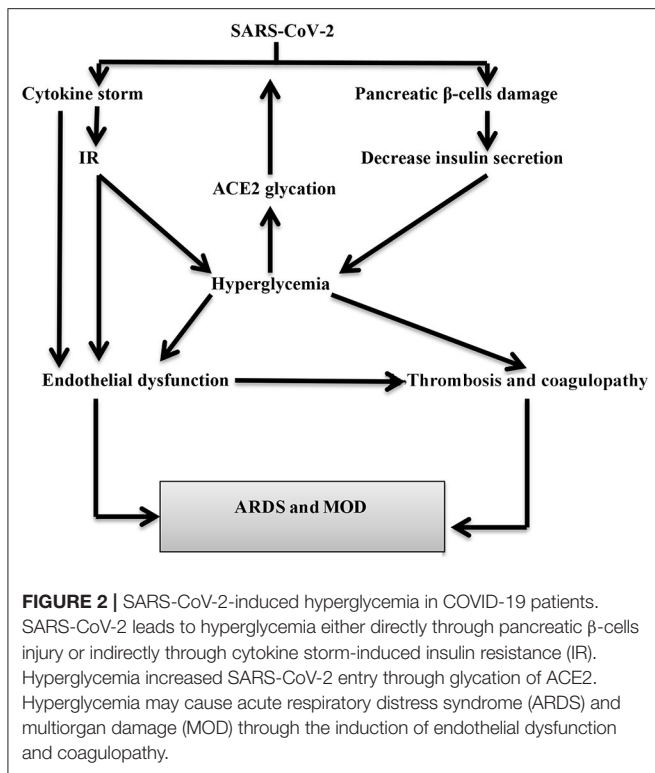 SARS-CoV-2
Cytokine storm
Pancreatic β-cells damage
IR
Decrease insulin secretion
ACE2 glycation
Hyperglycemia
Endothelial dysfunction
Thrombosis and coagulopathy
ARDS and MOD
FIGURE 2 | SARS-CoV-2-induced hyperglycemia in COVID-19 patients.
SARS-CoV-2 leads to hyperglycemia either directly through pancreatic β-cells
injury or indirectly through cytokine storm-induced insulin resistance (IR).
Hyperglycemia increased SARS-CoV-2 entry through glycation of ACE2.
Hyperglycemia may cause acute respiratory distress syndrome (ARDS) and
multiorgan damage (MOD) through the induction of endothelial dysfunction
and coagulopathy.